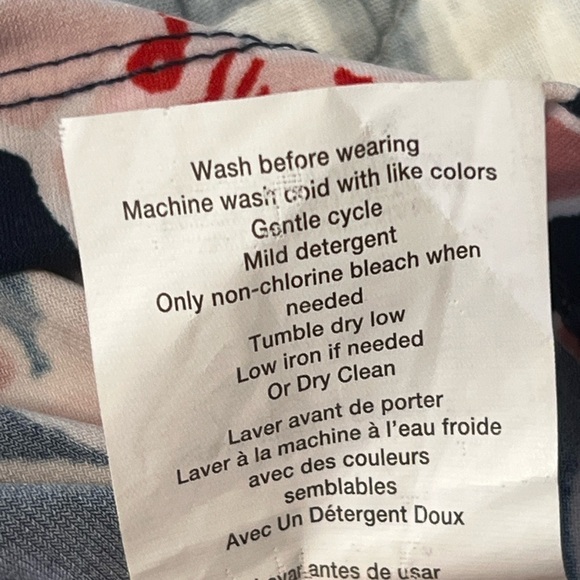 Wash before wearing
Machine wash cold with like colors
Gentle cycle
Mild detergent
Only non-chlorine bleach when
needed
Tumble dry low
Low iron if needed
Or Dry Clean
Laver avant de porter
Laver à la machine à l'eau froide
avec des couleurs
semblables
Avec Un Détergent Doux
antes de usar